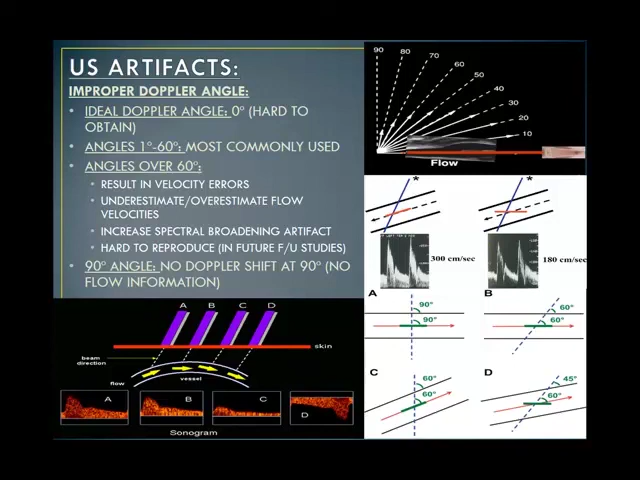 US ARTIFACTS:
IMPROPER DOPPLER ANGLE:
• IDEAL DOPPLER ANGLE: 0° (HARD TO
OBTAIN)
• ANGLES 1°-60°: MOST COMMONLY USED
• ANGLES OVER 60°:
• RESULT IN VELOCITY ERRORS
• UNDERESTIMATE/OVERESTIMATE FLOW
VELOCITIES
• INCREASE SPECTRAL BROADENING ARTIFACT
• HARD TO REPRODUCE (IN FUTURE F/U STUDIES)
• 90° ANGLE: NO DOPPLER SHIFT AT 90° (NO
FLOW INFORMATION)
A B C D
skin
beam
direction
flow
vessel
A B C D
Sonogram
90
80
70
60
50
40
30
20
10
Flow
* *
300 cm/sec
180 cm/sec
A
90°
90°
B
60°
60°
C
60°
60°
D
45°
60°